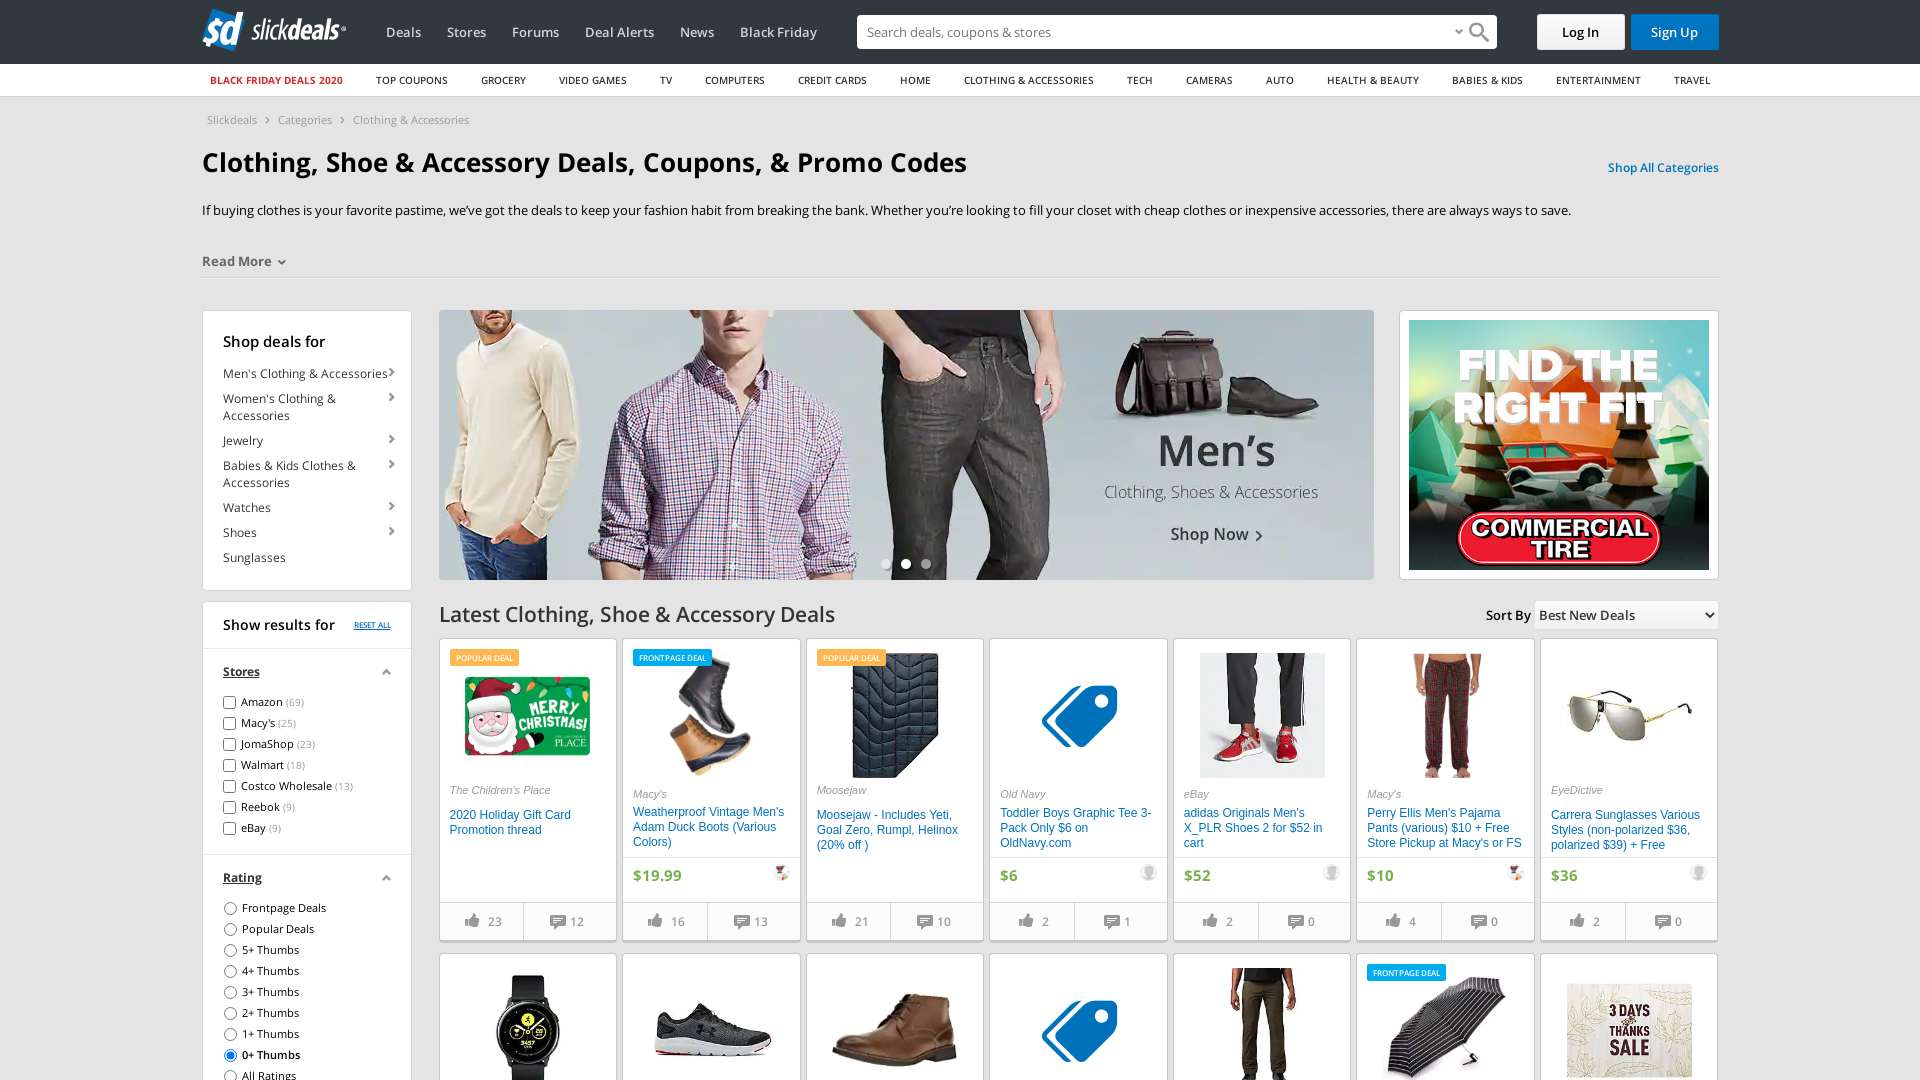 sd slickdeals
Deals
Stores
Forums
Deal Alerts
News
Black Friday
Search deals, coupons & stores
Log In
Sign Up
BLACK FRIDAY DEALS 2020
TOP COUPONS
GROCERY
VIDEO GAMES
TV
COMPUTERS
CREDIT CARDS
HOME
CLOTHING & ACCESSORIES
TECH
CAMERAS
AUTO
HEALTH & BEAUTY
BABIES & KIDS
ENTERTAINMENT
TRAVEL
Slickdeals > Categories > Clothing & Accessories
Clothing, Shoe & Accessory Deals, Coupons, & Promo Codes
Shop All Categories
If buying clothes is your favorite pastime, we’ve got the deals to keep your fashion habit from breaking the bank. Whether you’re looking to fill your closet with cheap clothes or inexpensive accessories, there are always ways to save.
Read More
Shop deals for
Men's Clothing & Accessories
Women's Clothing &
Accessories
Jewelry
Babies & Kids Clothes &
Accessories
Watches
Shoes
Sunglasses
Men’s
Clothing, Shoes & Accessories
Shop Now >
FIND THE
RIGHT FIT
COMMERCIAL
TIRE
Show results for
RESET ALL
Stores
Amazon (69)
Macy's (25)
JomaShop (23)
Walmart (18)
Costco Wholesale (13)
Reebok (9)
eBay (9)
Rating
Frontpage Deals
Popular Deals
5+ Thumbs
4+ Thumbs
3+ Thumbs
2+ Thumbs
1+ Thumbs
0+ Thumbs
All Ratings
Latest Clothing, Shoe & Accessory Deals
Sort By
Best New Deals
POPULAR DEAL
MERRY
CHRISTMAS!
PLACE
The Children's Place
2020 Holiday Gift Card
Promotion thread
23
12
FRONTPAGE DEAL
Macy's
Weatherproof Vintage Men's
Adam Duck Boots (Various
Colors)
$19.99
16
13
POPULAR DEAL
Moosejaw
Moosejaw - Includes Yeti,
Goal Zero, Rumpl, Helinox
(20% off )
21
10
Old Navy
Toddler Boys Graphic Tee 3-
Pack Only $6 on
OldNavy.com
$6
2
1
eBay
adidas Originals Men's
X_PLR Shoes 2 for $52 in
cart
$52
2
0
Macy's
Perry Ellis Men's Pajama
Pants (various) $10 + Free
Store Pickup at Macy's or FS
$10
4
0
EyeDictive
Carrera Sunglasses Various
Styles (non-polarized $36,
polarized $39) + Free
$36
2
0
FRONTPAGE DEAL
3 DAYS
THANKS
SALE